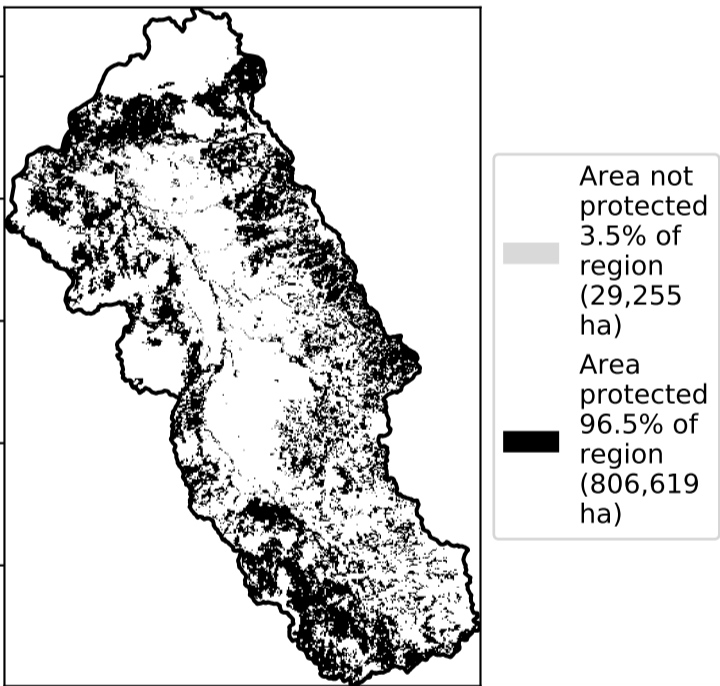 Area not
protected
3.5% of
region
(29,255
ha)
Area
protected
96.5% of
region
(806,619
ha)